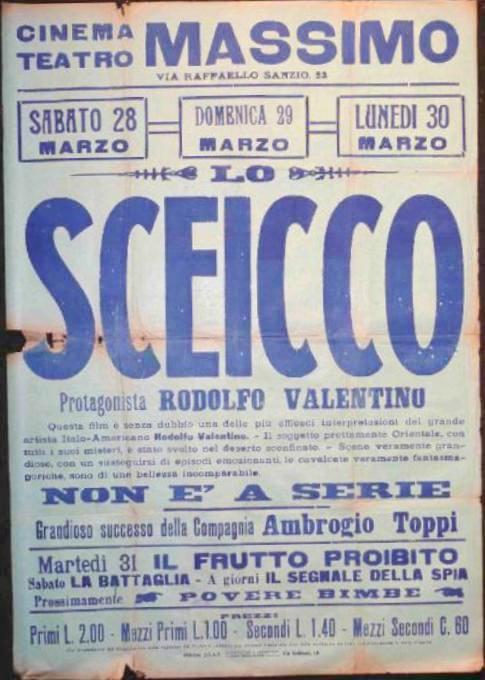 CINEMA TEATRO MASSIMO
VIA RAFFAELLO SANZIO, 23
SABATO 28 MARZO
DOMENICA 29 MARZO
LUNEDI 30 MARZO
LO
SCEICCO
Protagonista RODOLFO VALENTINO
Questa film è senza dubbio una delle più efficaci interpretazioni del grande
artista Italo-Americano Rodolfo Valentino. - Il soggetto prettamente Orientale, con
tutti i suoi misteri, è stato svolto nel deserto sconfinato. - Scene veramente gran-
diose, con un susseguirsi di episodi emozionanti, le cavalcate veramente fantasma-
goriche, sono di una bellezza incomparabile.
NON E' A SERIE
Grandioso successo della Compagnia Ambrogio Toppi
Martedi 31 IL FRUTTO PROIBITO
Sabato LA BATTAGLIA - A giorni IL SEGNALE DELLA SPIA
Prossimamente POVERE BIMBE
PREZZI
Primi L. 2.00 - Mezzi Primi L. 1.00 - Secondi L. 1.40 - Mezzi Secondi C. 60